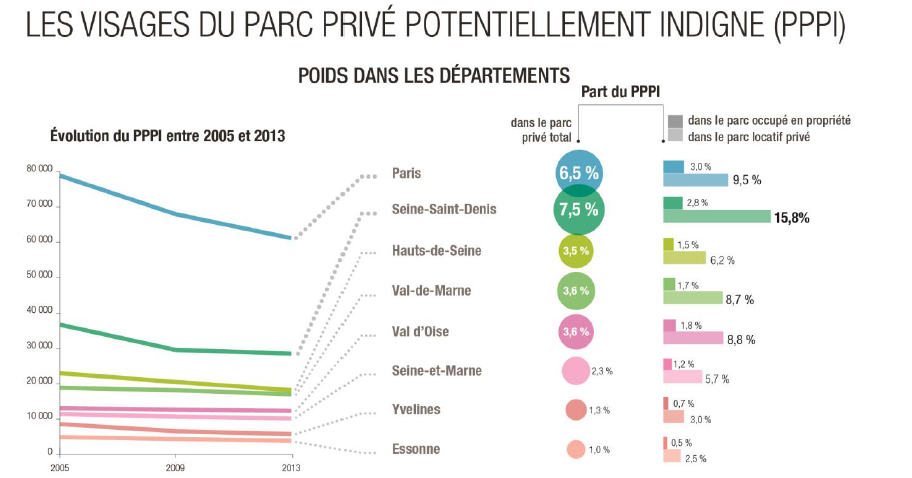 LES VISAGES DU PARC PRIVÉ POTENTIELLEMENT INDIGNE (PPPI)
POIDS DANS LES DÉPARTEMENTS
Part du PPPI
dans le parc
privé total
dans le parc occupé en propriété
dans le parc locatif privé
Évolution du PPPI entre 2005 et 2013
80 000
70 000
60 000
50 000
40 000
30 000
20 000
10 000
0
2005 2009 2013
Paris 6,5 % 3,0 % 9,5 %
Seine-Saint-Denis 7,5 % 2,8 % 15,8%
Hauts-de-Seine 3,5 % 1,5 % 6,2 %
Val-de-Marne 3,6 % 1,7 % 8,7 %
Val d'Oise 3,6 % 1,8 % 8,8 %
Seine-et-Marne 2,3 % 1,2 % 5,7 %
Yvelines 1,3 % 0,7 % 3,0 %
Essonne 1,0 % 0,5 % 2,5 %